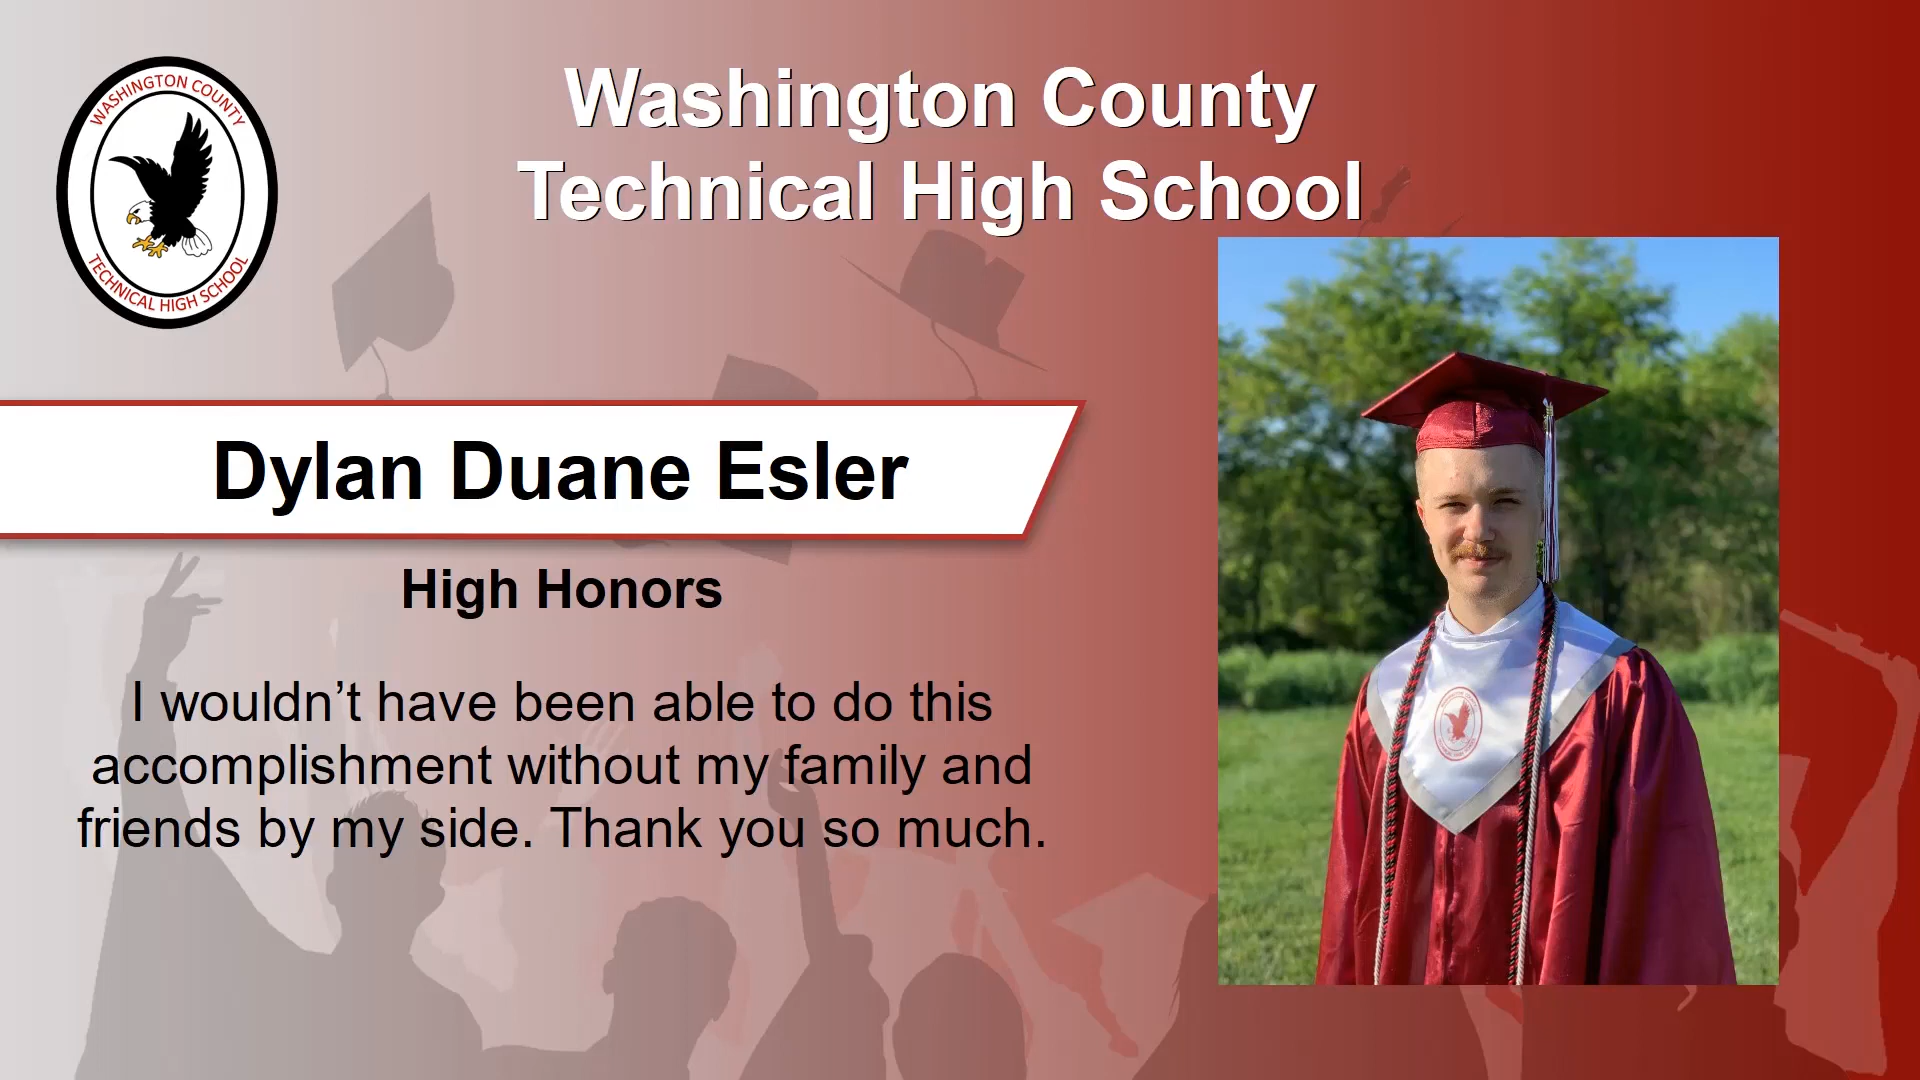 WASHINGTON COUNTY
TECHNICAL HIGH SCHOOL
Washington County
Technical High School
Dylan Duane Esler
High Honors
I wouldn’t have been able to do this
accomplishment without my family and
friends by my side. Thank you so much.